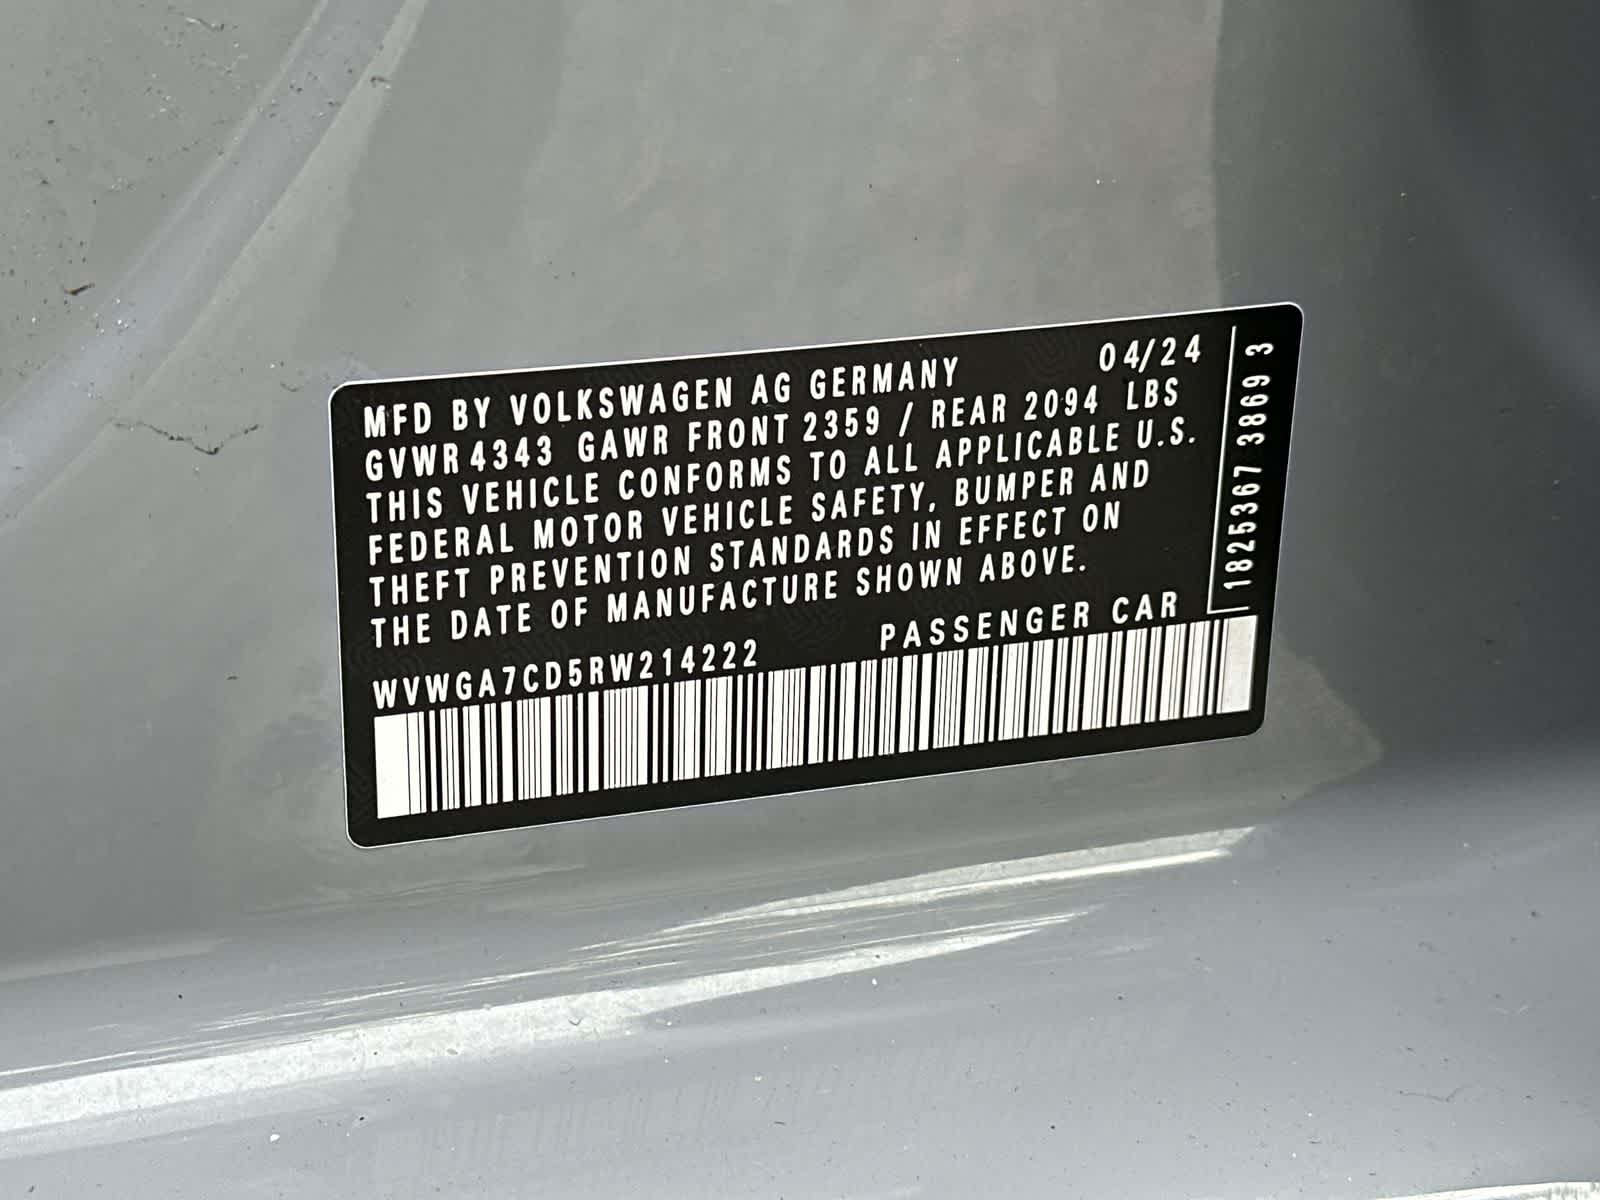 MFD BY VOLKSWAGEN AG GERMANY 04/24
GVWR 4343 GAWR FRONT 2359 / REAR 2094 LBS
THIS VEHICLE CONFORMS TO ALL APPLICABLE U.S.
FEDERAL MOTOR VEHICLE SAFETY, BUMPER AND
THEFT PREVENTION STANDARDS IN EFFECT ON
THE DATE OF MANUFACTURE SHOWN ABOVE.
WVWGA7CD5RW214222 PASSENGER CAR
1825367 3869 3